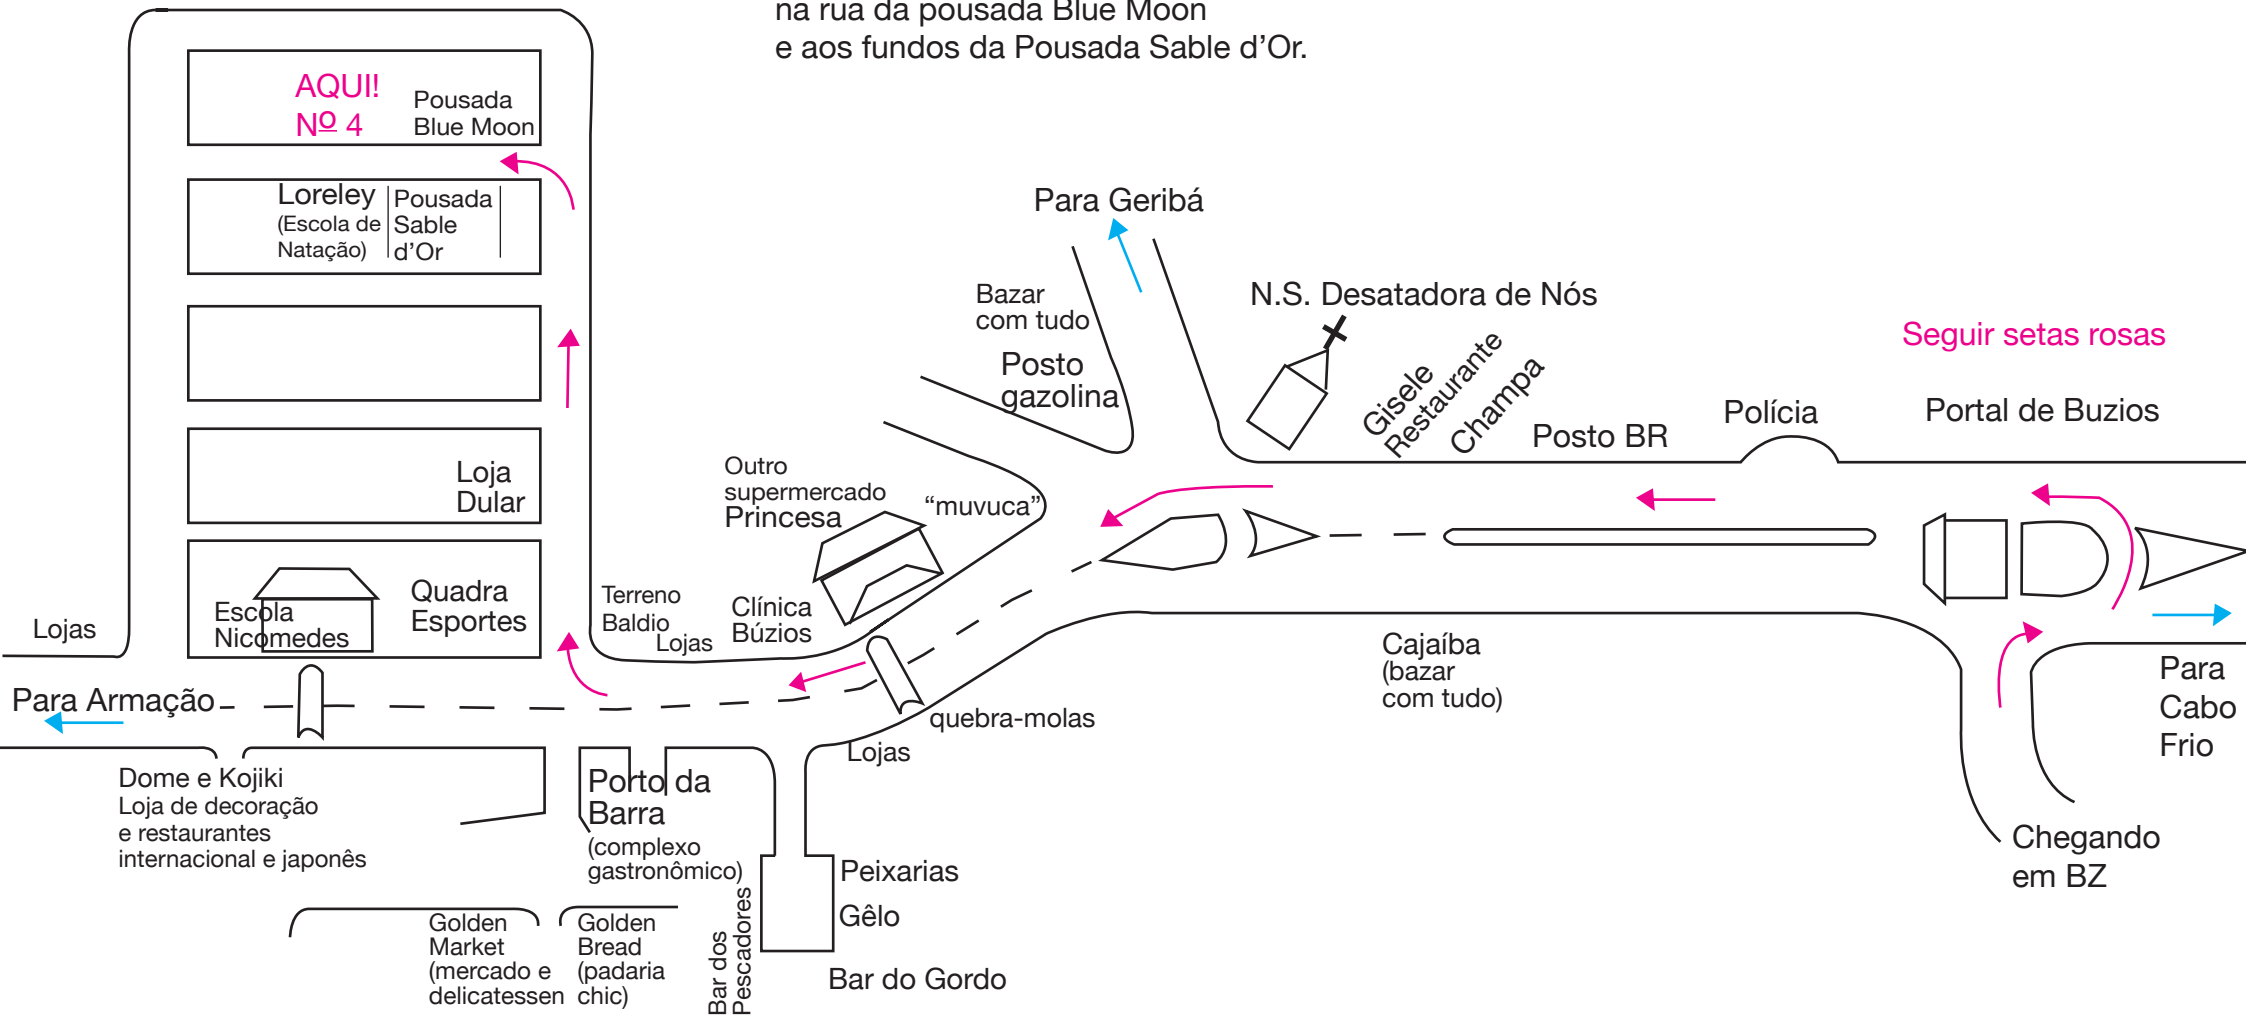 na rua da pousada Blue Moon
e aos fundos da Pousada Sable d’Or.
AQUI!
Nº 4
Pousada
Blue Moon
Loreley
(Escola de
Natação)
Pousada
Sable
d’Or
Loja
Dular
Escola
Nicomedes
Quadra
Esportes
Lojas
Para Armação
Terreno
Baldio
Lojas
Clínica
Búzios
Outro
supermercado
Princesa
“muvuca”
Bazar
com tudo
Posto
gazolina
Para Geribá
N.S. Desatadora de Nós
Gisele
Restaurante
Champa
Posto BR
Polícia
Seguir setas rosas
Portal de Buzios
Para
Cabo
Frio
Chegando
em BZ
Cajaíba
(bazar
com tudo)
quebra-molas
Lojas
Dome e Kojiki
Loja de decoração
e restaurantes
internacional e japonês
Porto da
Barra
(complexo
gastronômico)
Peixarias
Gêlo
Bar do Gordo
Bar dos
Pescadores
Golden
Market
(mercado e
delicatessen
Golden
Bread
(padaria
chic)